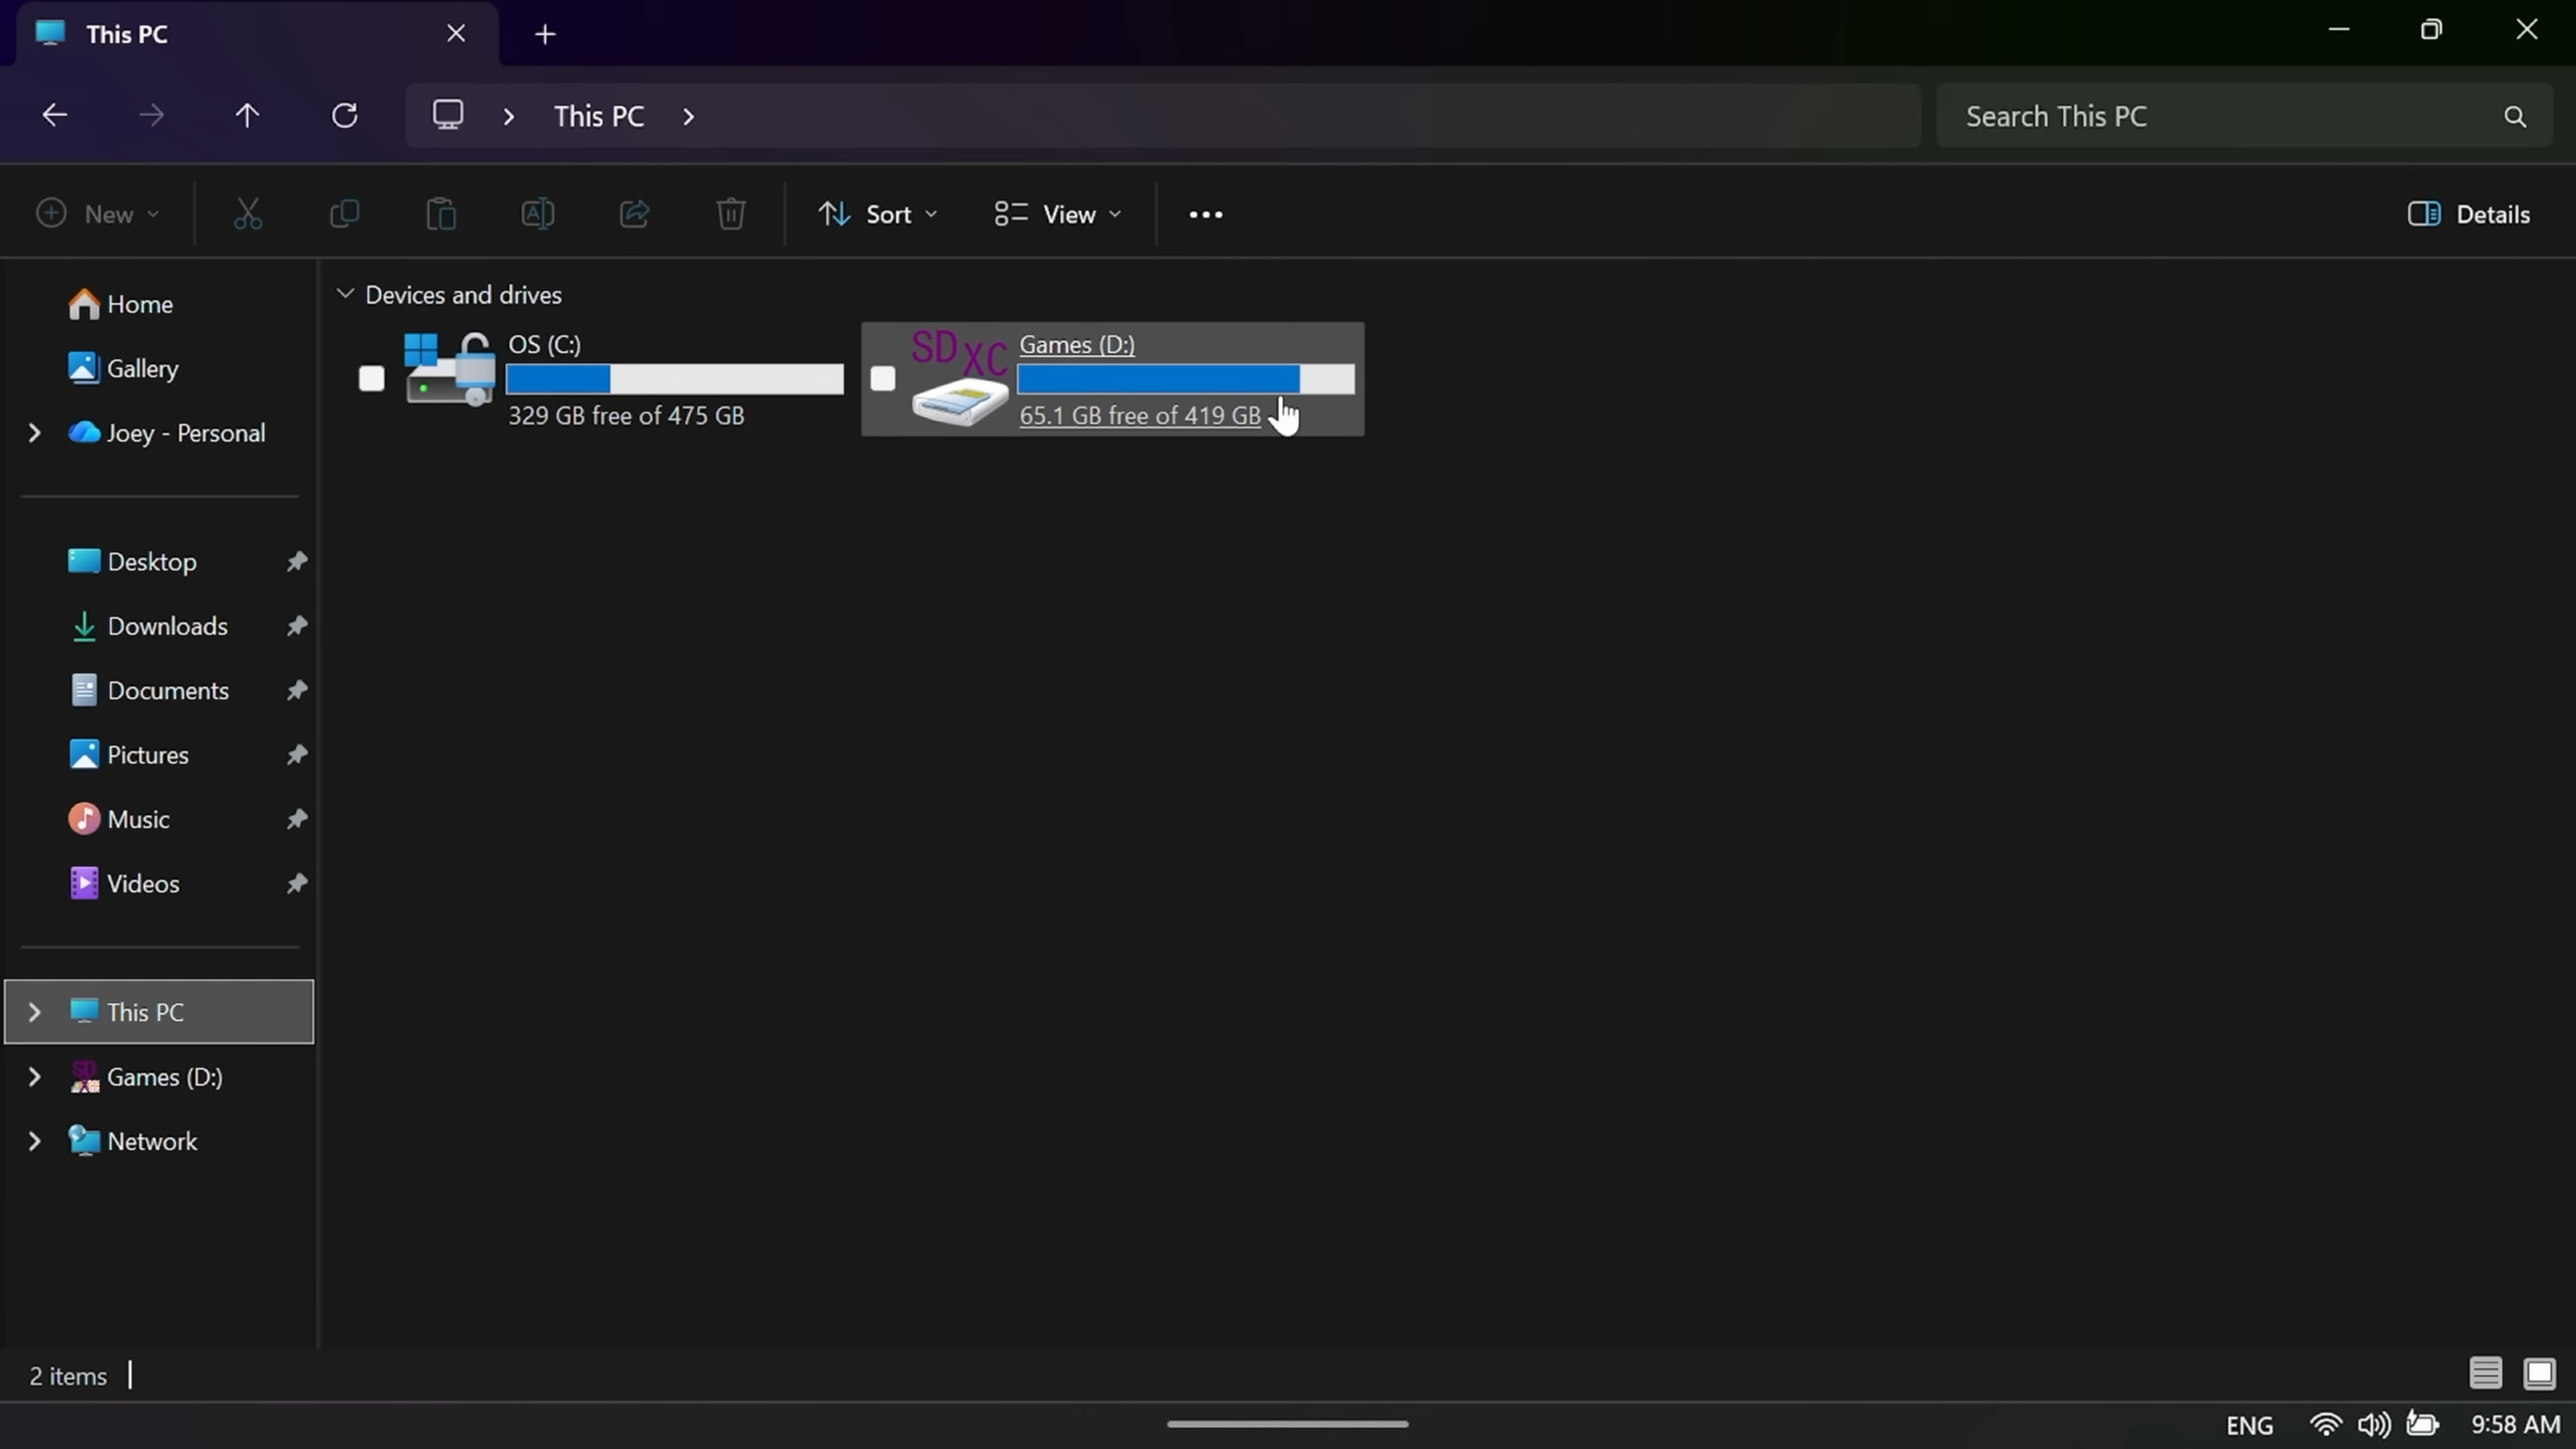 This PC
This PC
Search This PC
New
Sort
View
Details
Home
Gallery
Joey - Personal
Desktop
Downloads
Documents
Pictures
Music
Videos
This PC
Games (D:)
Network
Devices and drives
OS (C:)
329 GB free of 475 GB
SDXC
Games (D:)
65.1 GB free of 419 GB
2 items
ENG 9:58 AM